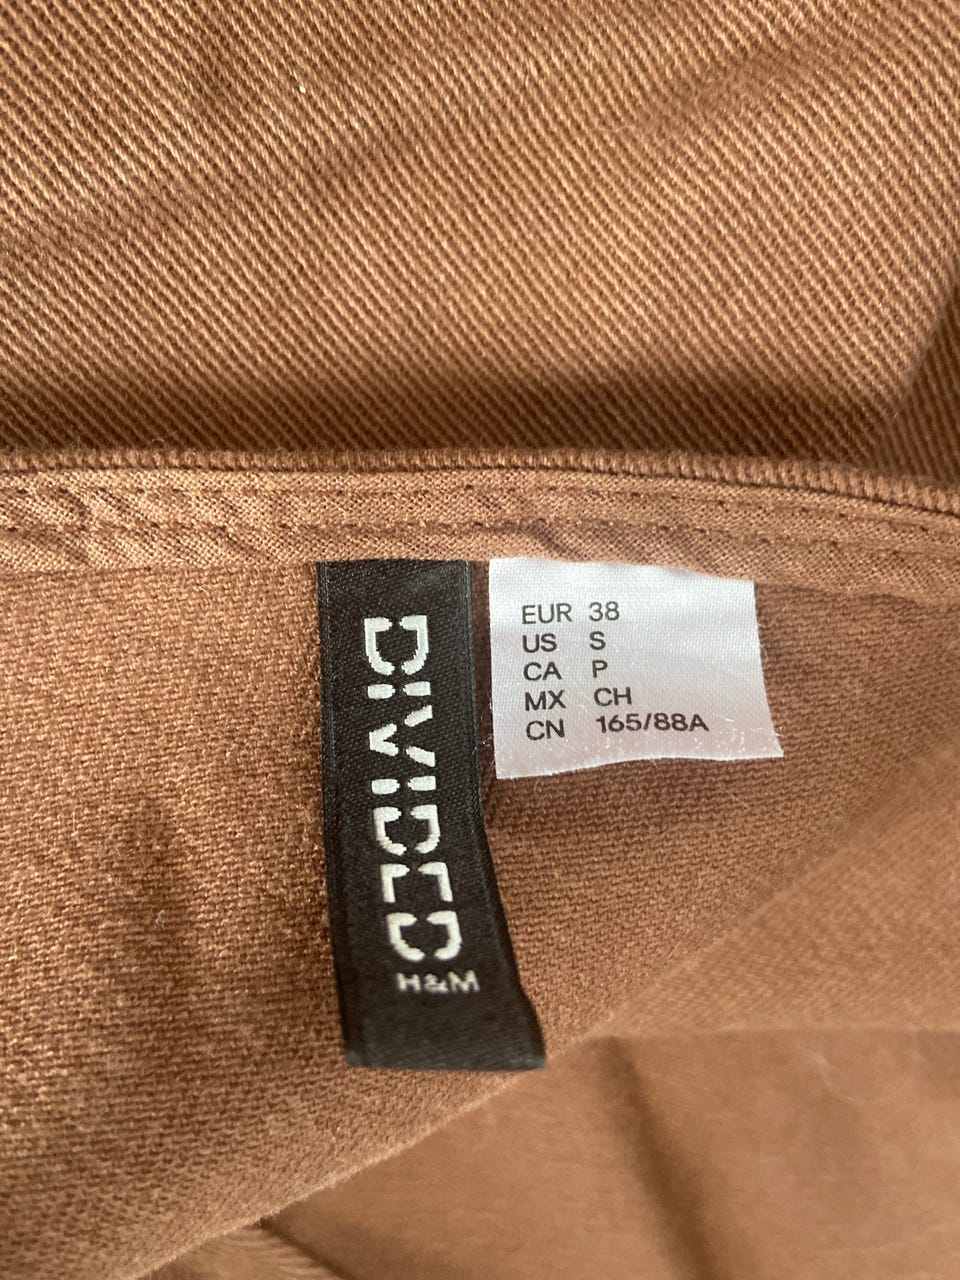 DIVIDED
H&M
EUR 38
US S
CA P
MX CH
CN 165/88A